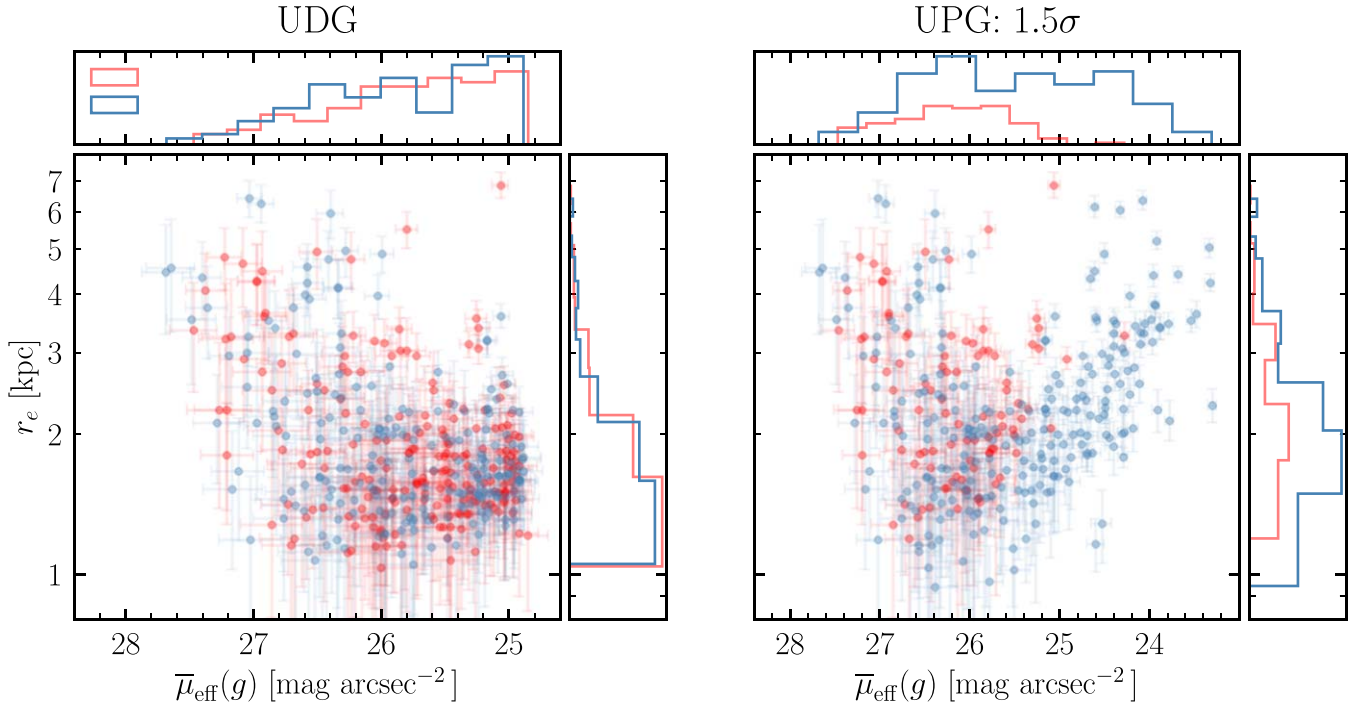 UDG
UPG: 1.5σ
7
6
5
4
3
2
1
r_e [kpc]
28 27 26 25
28 27 26 25 24
μ̅_eff(g) [mag arcsec⁻²]
μ̅_eff(g) [mag arcsec⁻²]